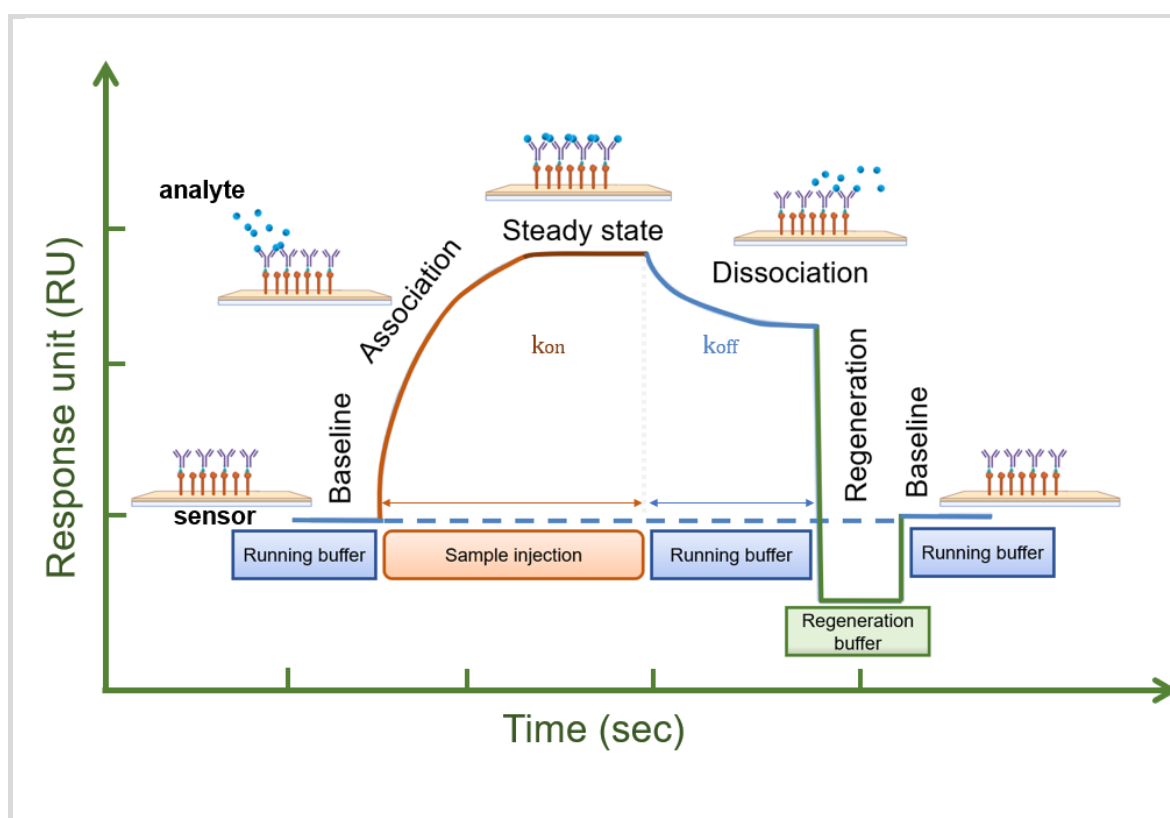 analyte
Steady state
Dissociation
Association
kon
koff
Response unit (RU)
Baseline
Regeneration
Baseline
sensor
Running buffer
Sample injection
Running buffer
Running buffer
Regeneration
buffer
Time (sec)